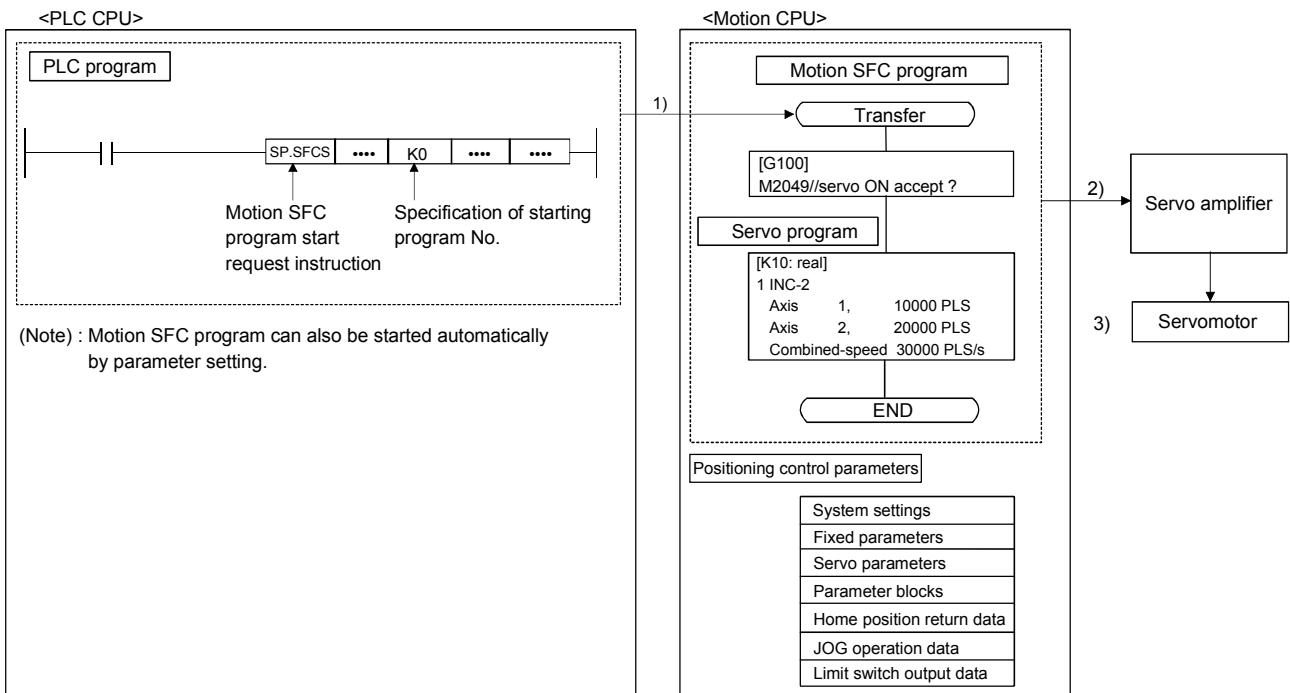 <PLC CPU>
PLC program
SP.SFCS •••• K0 •••• ••••
Motion SFC
program start
request instruction
Specification of starting
program No.
(Note) : Motion SFC program can also be started automatically
by parameter setting.
1)
<Motion CPU>
Motion SFC program
Transfer
[G100]
M2049//servo ON accept ?
Servo program
[K10: real]
1 INC-2
Axis 1, 10000 PLS
Axis 2, 20000 PLS
Combined-speed 30000 PLS/s
END
Positioning control parameters
System settings
Fixed parameters
Servo parameters
Parameter blocks
Home position return data
JOG operation data
Limit switch output data
2)
Servo amplifier
3)
Servomotor